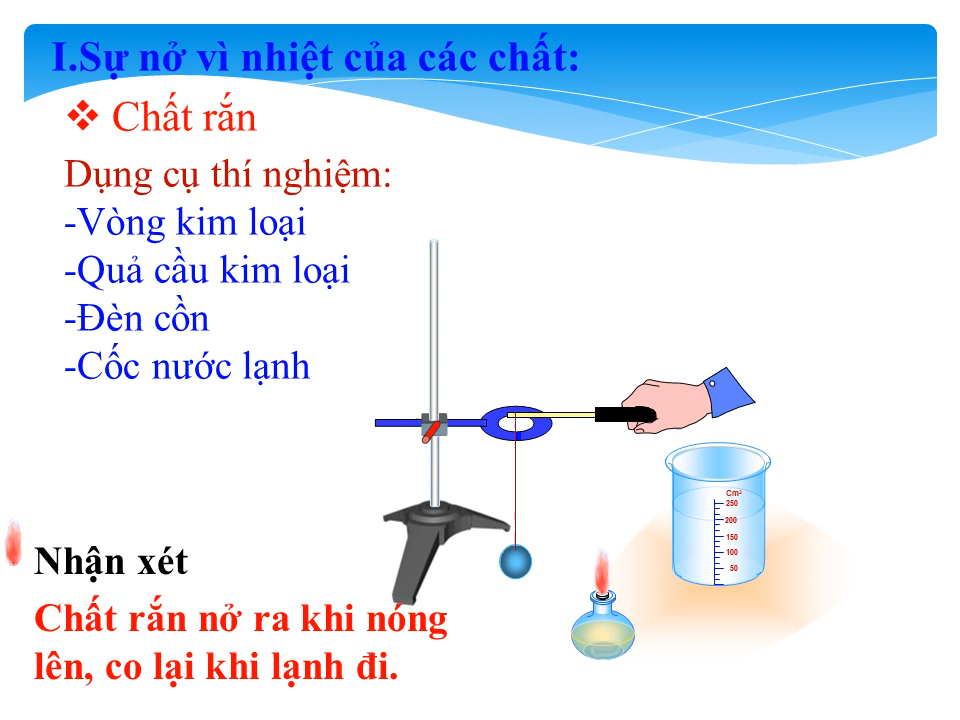 I.Sự nở vì nhiệt của các chất:
❖ Chất rắn
Dụng cụ thí nghiệm:
-Vòng kim loại
-Quả cầu kim loại
-Đèn cồn
-Cốc nước lạnh
Cm³
250
200
150
100
50
Nhận xét
Chất rắn nở ra khi nóng
lên, co lại khi lạnh đi.